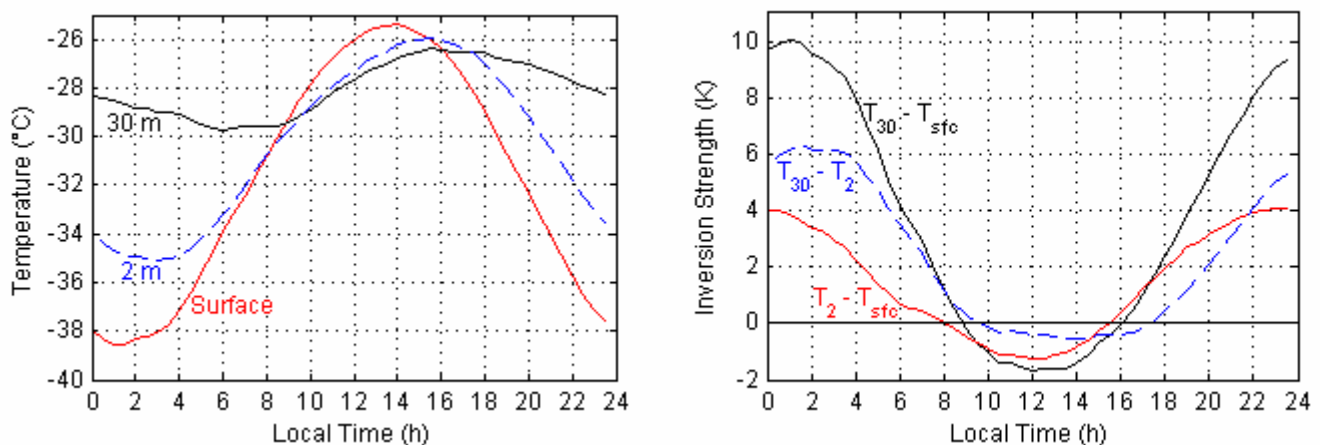 Temperature (°C)
-26
-28
-30
-32
-34
-36
-38
-40
30 m
2 m
Surface
0 2 4 6 8 10 12 14 16 18 20 22 24
Local Time (h)
Inversion Strength (K)
10
8
6
4
2
0
-2
T30 - Tsfc
T30 - T2
T2 - Tsfc
0 2 4 6 8 10 12 14 16 18 20 22 24
Local Time (h)